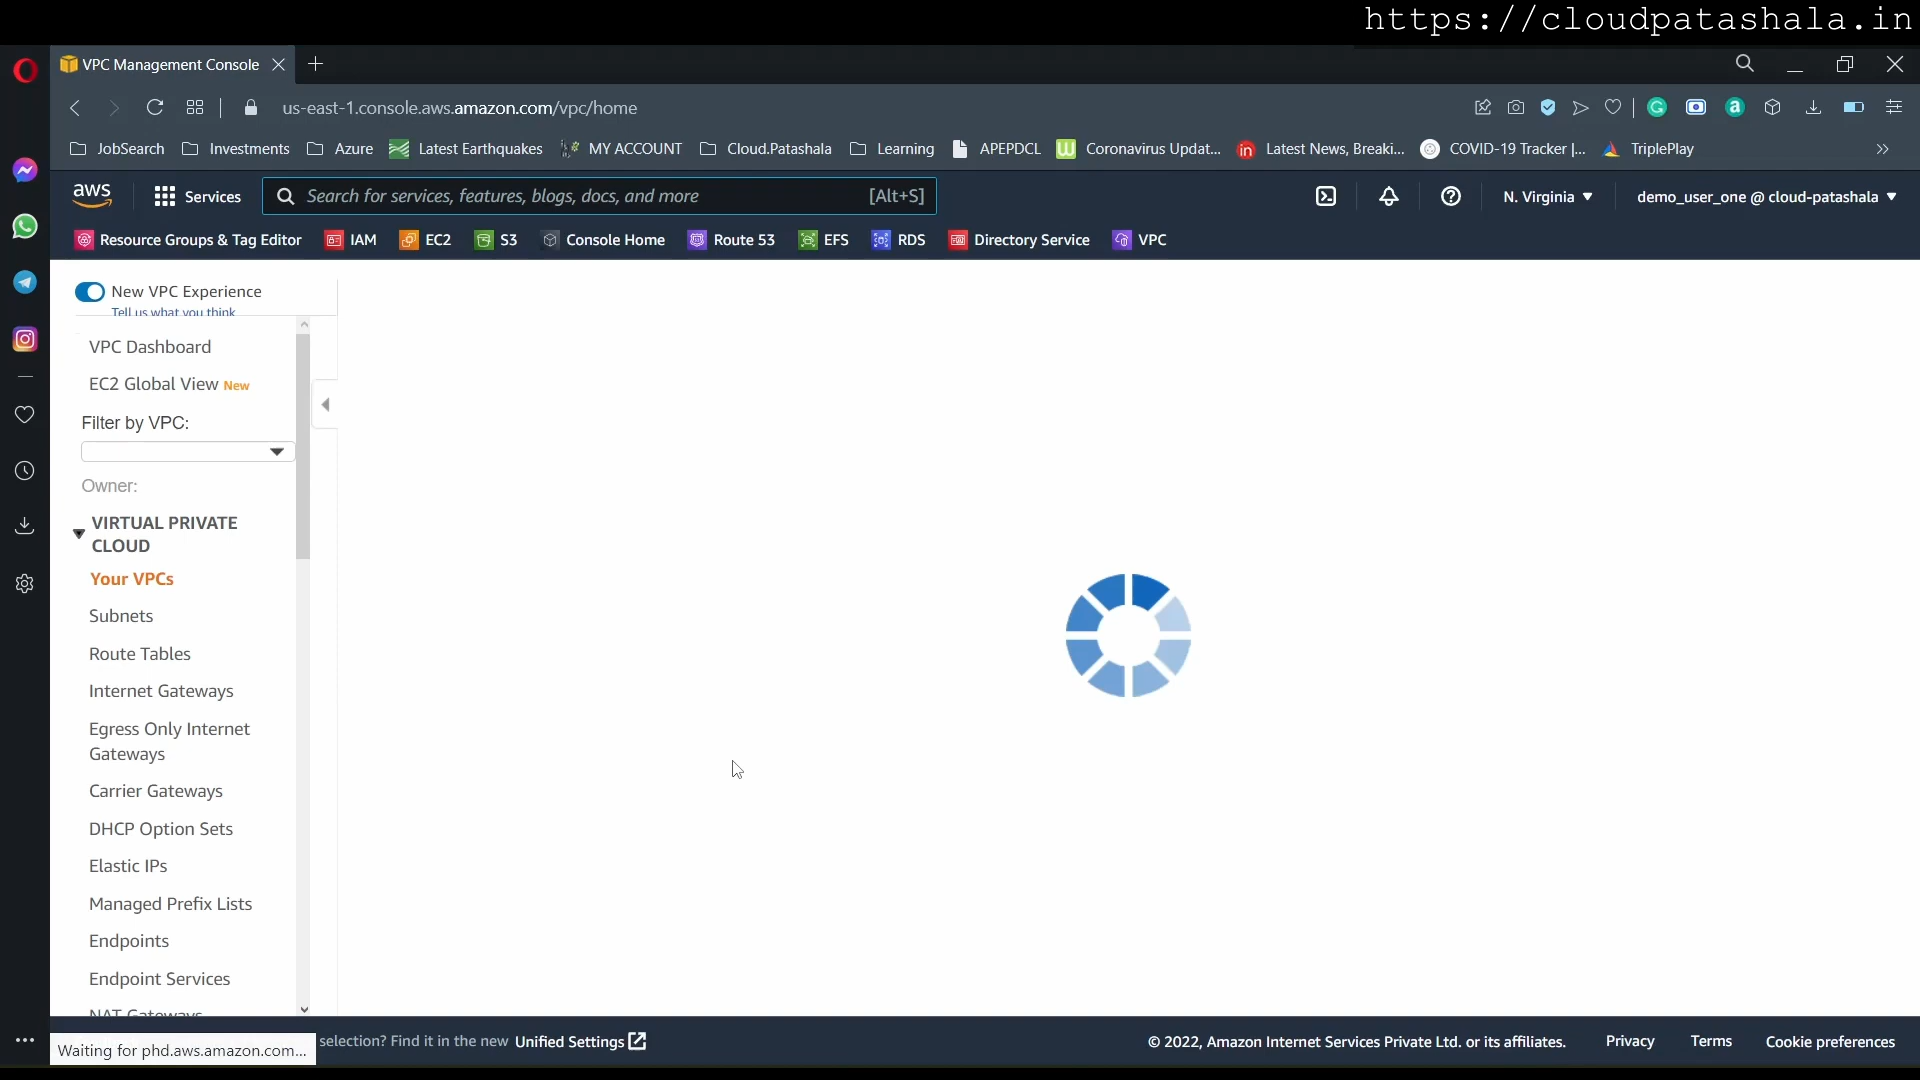 https://cloudpatashala.in
VPC Management Console
us-east-1.console.aws.amazon.com/vpc/home
JobSearch Investments Azure Latest Earthquakes MY ACCOUNT Cloud.Patashala Learning APEPDCL Coronavirus Updat... Latest News, Breaki... COVID-19 Tracker |... TriplePlay
aws Services Search for services, features, blogs, docs, and more [Alt+S] N. Virginia demo_user_one @ cloud-patashala
Resource Groups & Tag Editor IAM EC2 S3 Console Home Route 53 EFS RDS Directory Service VPC
New VPC Experience
Tell us what you think
VPC Dashboard
EC2 Global View New
Filter by VPC:
Owner:
VIRTUAL PRIVATE
CLOUD
Your VPCs
Subnets
Route Tables
Internet Gateways
Egress Only Internet
Gateways
Carrier Gateways
DHCP Option Sets
Elastic IPs
Managed Prefix Lists
Endpoints
Endpoint Services
NAT Gateways
selection? Find it in the new Unified Settings © 2022, Amazon Internet Services Private Ltd. or its affiliates. Privacy Terms Cookie preferences
Waiting for phd.aws.amazon.com...